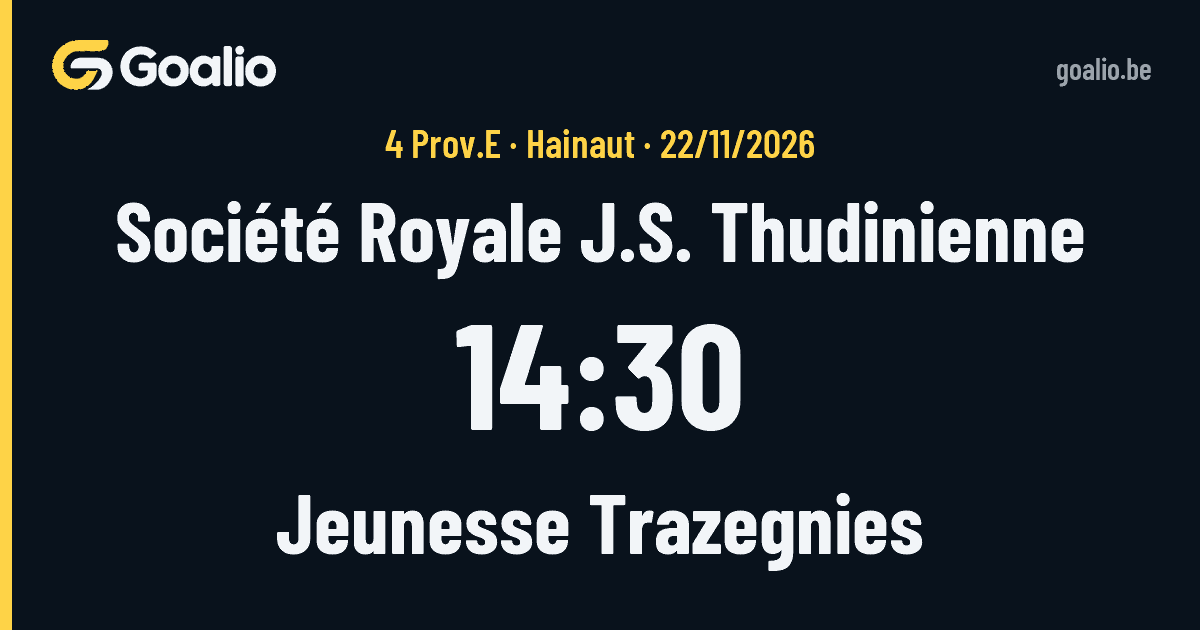 Goalio
goalio.be
4 Prov.E · Hainaut · 22/11/2026
Société Royale J.S. Thudinienne
14:30
Jeunesse Trazegnies